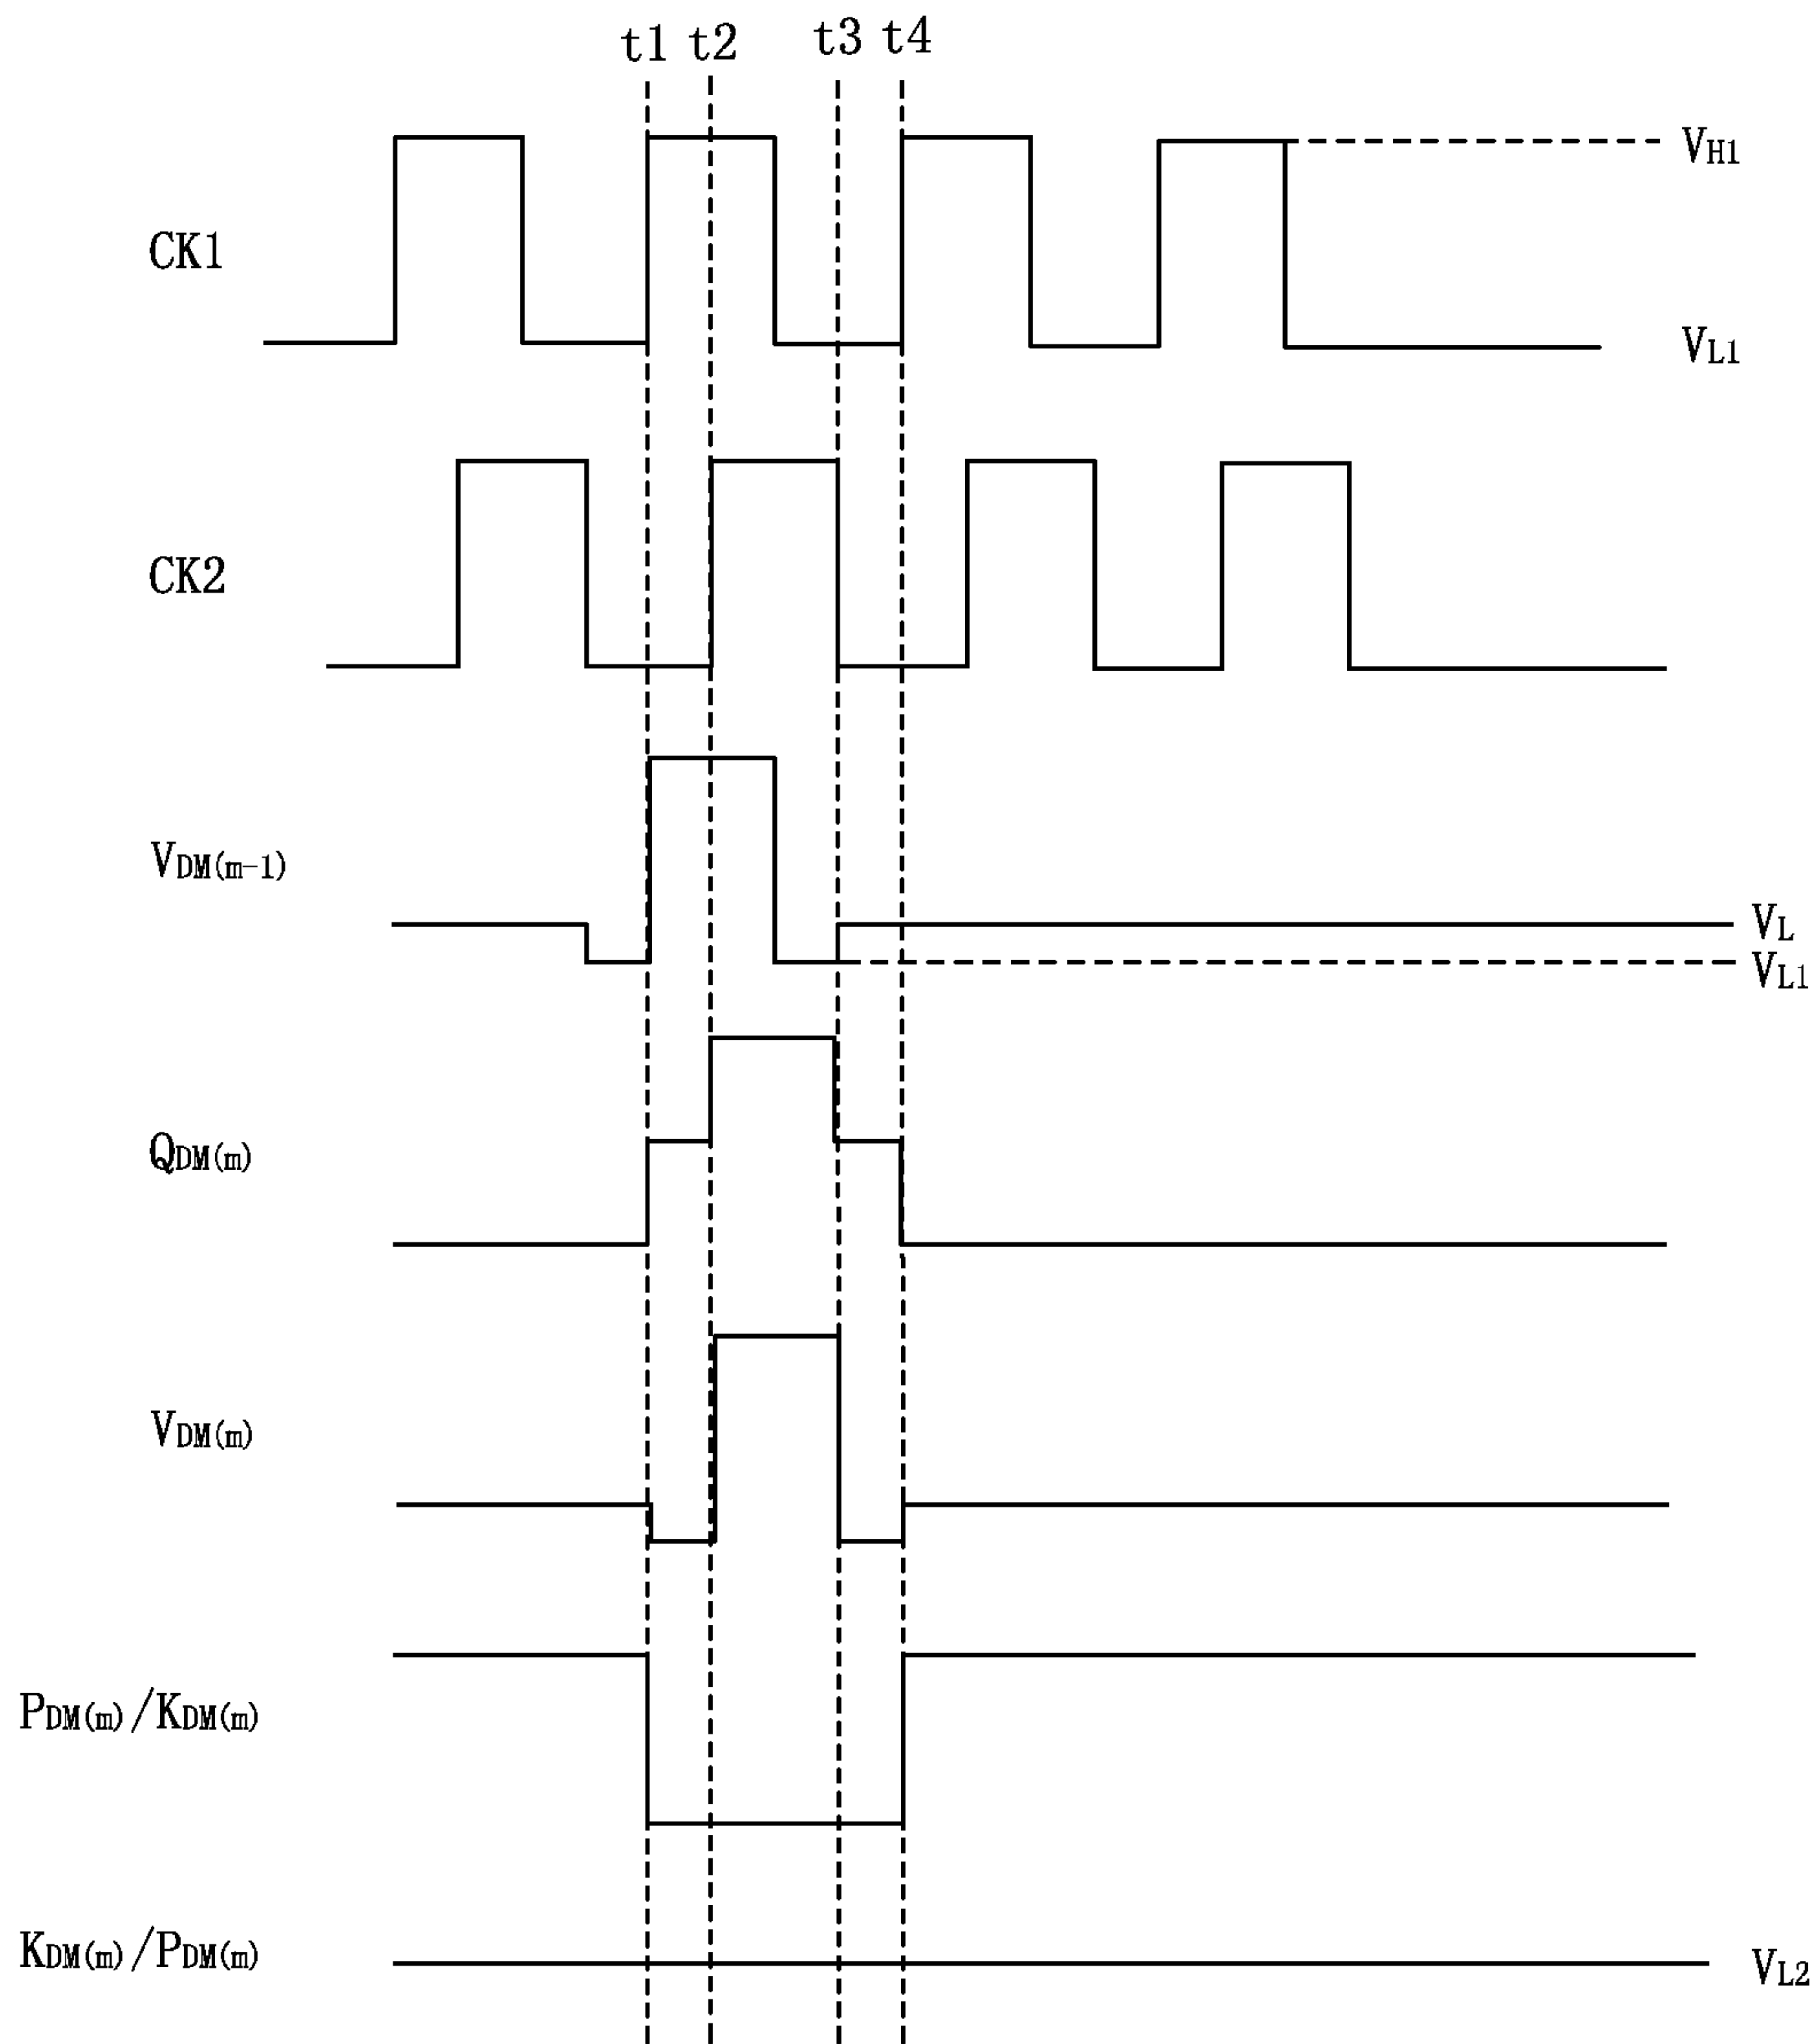 t1 t2 t3 t4
VH1
CK1
VL1
CK2
VDM(m-1)
VL
VL1
QDM(m)
VDM(m)
PDM(m)/KDM(m)
KDM(m)/PDM(m)
VL2